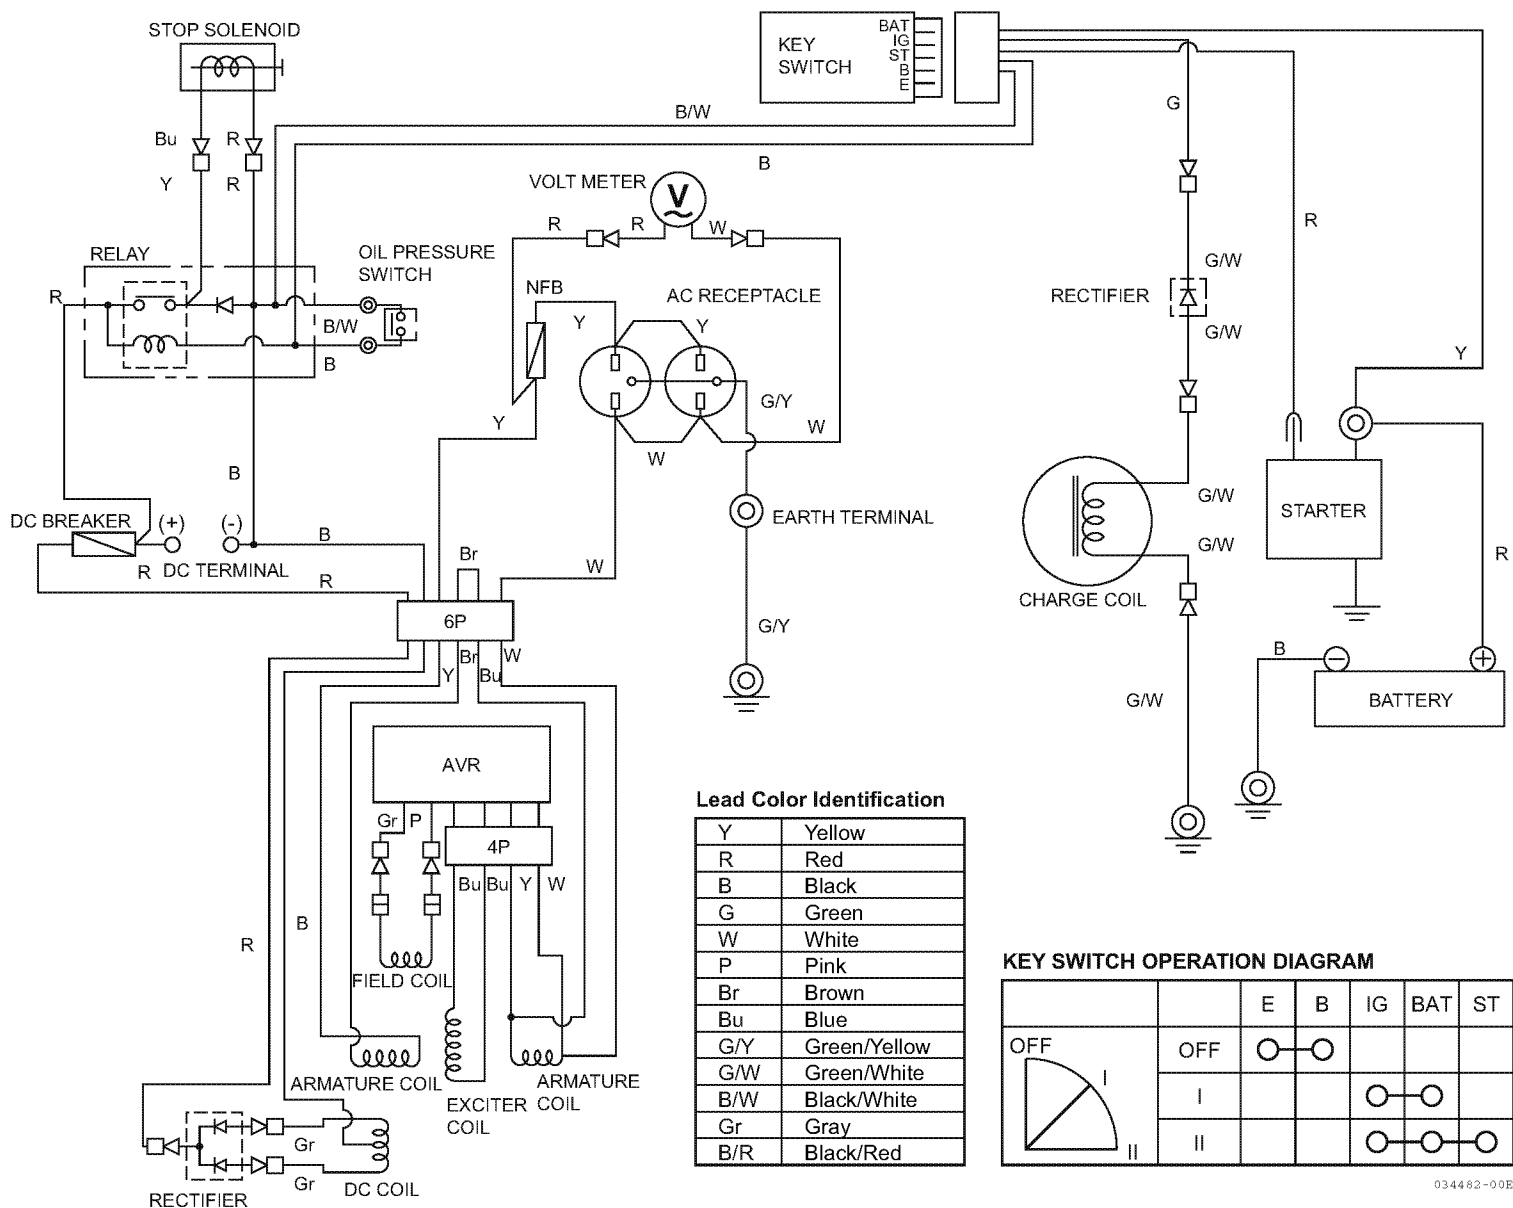 STOP SOLENOID
KEY
SWITCH
BAT
IG
ST
B
E
B/W
G
Bu
R
B
Y
R
VOLT METER
V
R
R
W
R
RELAY
OIL PRESSURE
SWITCH
G/W
R
NFB
AC RECEPTACLE
RECTIFIER
B/W
Y
Y
G/W
B
Y
G/Y
Y
W
W
B
G/W
STARTER
DC BREAKER
(+)
(-)
EARTH TERMINAL
B
Br
G/W
R
R
DC TERMINAL
W
R
CHARGE COIL
6P
G/Y
B
Y
Br
Bu
W
−
+
G/W
BATTERY
AVR
Gr
P
4P
Bu
Bu
Y
W
R
B
FIELD COIL
ARMATURE COIL
EXCITER
COIL
ARMATURE
COIL
Gr
Gr
DC COIL
RECTIFIER
Lead Color Identification
Y Yellow
R Red
B Black
G Green
W White
P Pink
Br Brown
Bu Blue
G/Y Green/Yellow
G/W Green/White
B/W Black/White
Gr Gray
B/R Black/Red
KEY SWITCH OPERATION DIAGRAM
E B IG BAT ST
OFF
I
II
OFF
I
II
034482-00E